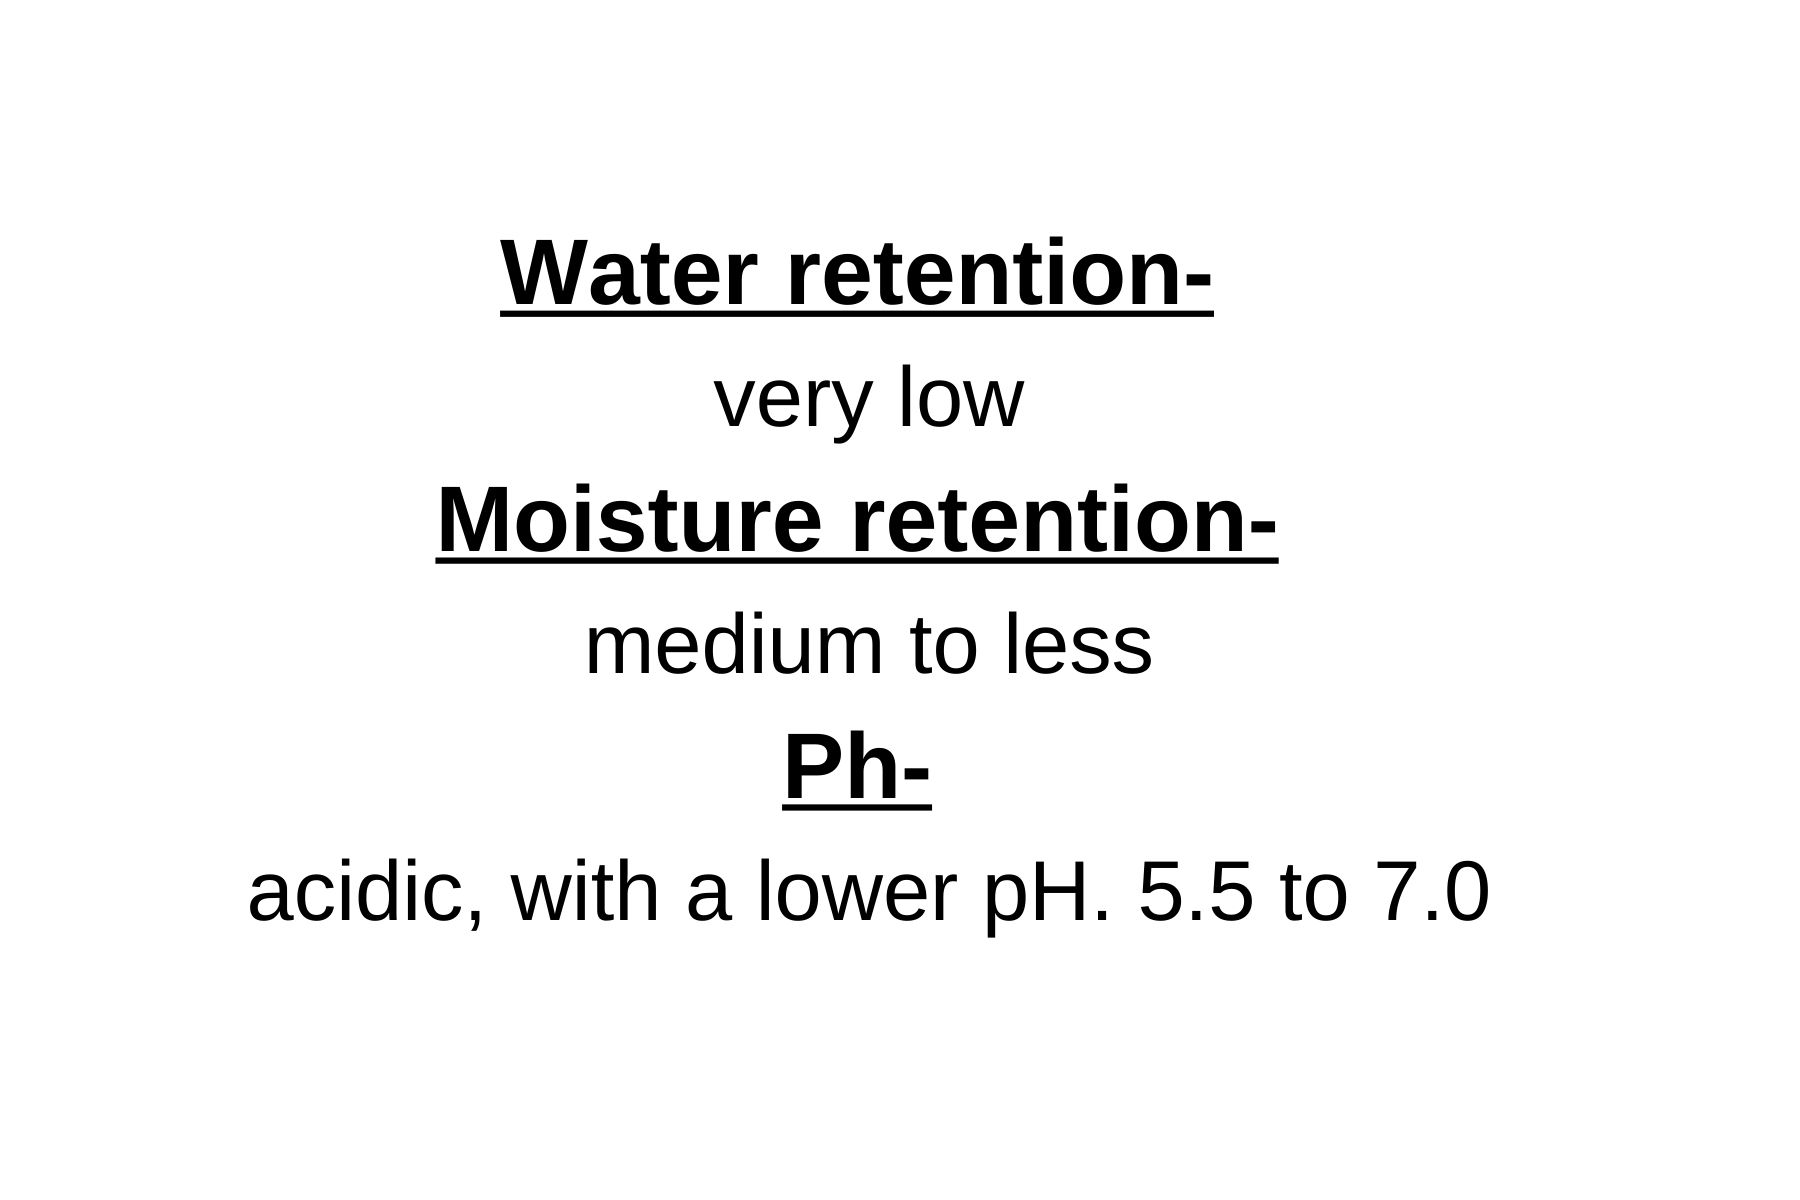 Water retention-
very low
Moisture retention-
medium to less
Ph-
acidic, with a lower pH. 5.5 to 7.0